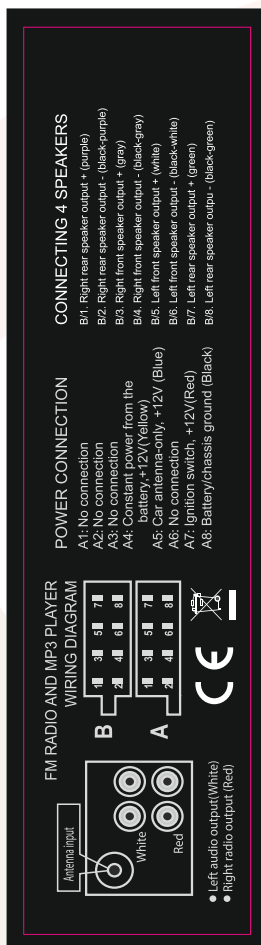 FM RADIO AND MP3 PLAYER
WIRING DIAGRAM
Antenna input
White
Red
● Left audio output(White)
● Right radio output (Red)
B
1 3 5 7
2 4 6 8
A
1 3 5 7
2 4 6 8
CE
POWER CONNECTION
A1: No connection
A2: No connection
A3: No connection
A4: Constant power from the
battery,+12V(Yellow)
A5: Car antenna-only, +12V (Blue)
A6: No connection
A7: Ignition switch, +12V(Red)
A8: Battery/chassis ground (Black)
CONNECTING 4 SPEAKERS
B/1. Right rear speaker output + (purple)
B/2. Right rear speaker output - (black-purple)
B/3. Right front speaker output + (gray)
B/4. Right front speaker output - (black-gray)
B/5. Left front speaker output + (white)
B/6. Left front speaker output - (black-white)
B/7. Left rear speaker output + (green)
B/8. Left rear speaker outpu - (black-green)